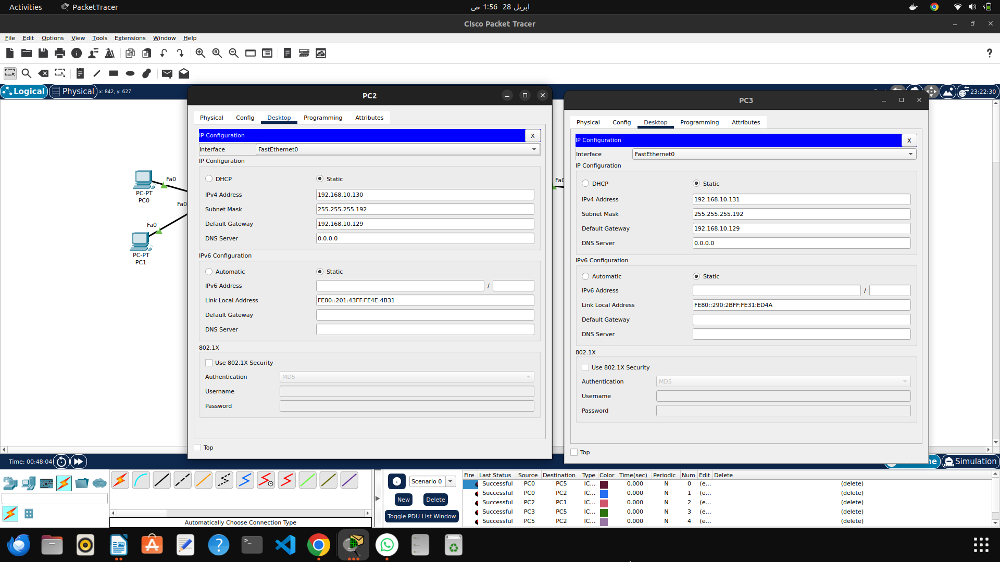 Activities PacketTracer 1:56 ص 28 اپریل
Cisco Packet Tracer
File Edit Options View Tools Extensions Window Help
?
Logical Physical x: 842, y: 627 23:22:30
PC2
Physical Config Desktop Programming Attributes
IP Configuration X
Interface FastEthernet0
IP Configuration
DHCP Static
IPv4 Address 192.168.10.130
Subnet Mask 255.255.255.192
Default Gateway 192.168.10.129
DNS Server 0.0.0.0
IPv6 Configuration
Automatic Static
IPv6 Address /
Link Local Address FE80::201:43FF:FE4E:4B31
Default Gateway
DNS Server
802.1X
Use 802.1X Security
Authentication MD5
Username
Password
Top
PC3
Physical Config Desktop Programming Attributes
IP Configuration X
Interface FastEthernet0
IP Configuration
DHCP Static
IPv4 Address 192.168.10.131
Subnet Mask 255.255.255.192
Default Gateway 192.168.10.129
DNS Server 0.0.0.0
IPv6 Configuration
Automatic Static
IPv6 Address /
Link Local Address FE80::290:2BFF:FE31:ED4A
Default Gateway
DNS Server
802.1X
Use 802.1X Security
Authentication MD5
Username
Password
Top
Fa0
PC-PT
PC0
Fa0
Fa0
PC-PT
PC1
Fa0
Time: 00:48:04 Simulation
Scenario 0
New Delete
Toggle PDU List Window
Automatically Choose Connection Type
Fire Last Status Source Destination Type Color Time(sec) Periodic Num Edit Delete
Successful PC0 PC5 IC... 0.000 N 0 (e... (delete)
Successful PC0 PC2 IC... 0.000 N 1 (e... (delete)
Successful PC2 PC1 IC... 0.000 N 2 (e... (delete)
Successful PC3 PC5 IC... 0.000 N 3 (e... (delete)
Successful PC5 PC2 IC... 0.000 N 4 (e... (delete)